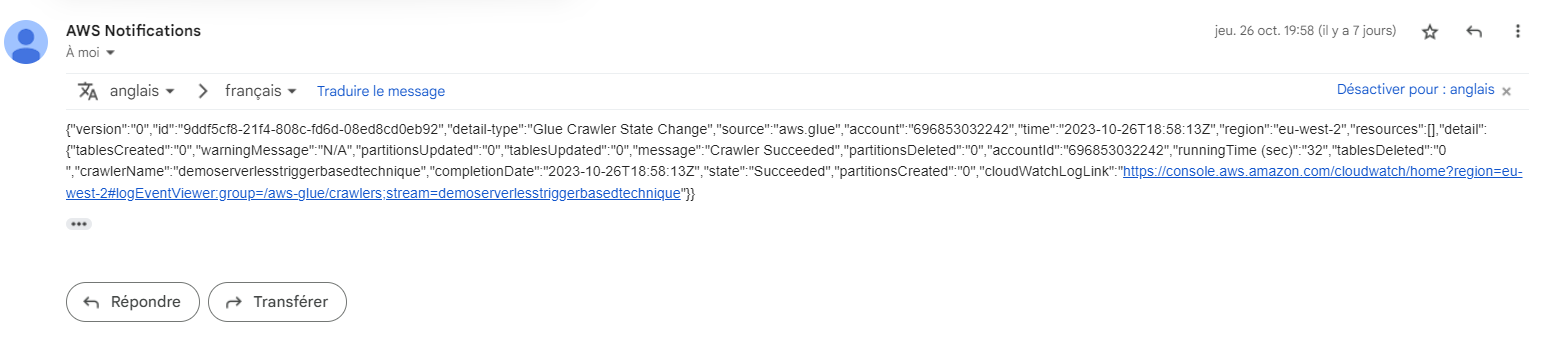 AWS Notifications
jeu. 26 oct. 19:58 (il y a 7 jours)
À moi
anglais > français Traduire le message
Désactiver pour : anglais ×
{"version":"0","id":"9ddf5cf8-21f4-808c-fd6d-08ed8cd0eb92","detail-type":"Glue Crawler State Change","source":"aws.glue","account":"696853032242","time":"2023-10-26T18:58:13Z","region":"eu-west-2","resources":[],"detail":
{"tablesCreated":"0","warningMessage":"N/A","partitionsUpdated":"0","tablesUpdated":"0","message":"Crawler Succeeded","partitionsDeleted":"0","accountId":"696853032242","runningTime (sec)":"32","tablesDeleted":"0
","crawlerName":"demoserverlesstriggerbasedtechnique","completionDate":"2023-10-26T18:58:13Z","state":"Succeeded","partitionsCreated":"0","cloudWatchLogLink":"https://console.aws.amazon.com/cloudwatch/home?region=eu-
west-2#logEventViewer:group=/aws-glue/crawlers;stream=demoserverlesstriggerbasedtechnique"}}
Répondre
Transférer